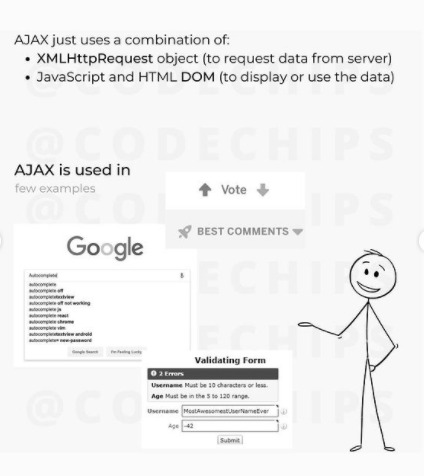 AJAX just uses a combination of:
• XMLHttpRequest object (to request data from server)
• JavaScript and HTML DOM (to display or use the data)
@CODECHIPS
AJAX is used in
few examples
Vote
BEST COMMENTS
Google
Autocomplete
autocomplete
autocomplete off
autocompletetextview
autocomplete off not working
autocomplete js
autocomplete react
autocomplete chrome
autocomplete vim
autocompletetextview android
autocomplete= new-password
Google Search I'm Feeling Lucky
Validating Form
2 Errors
Username Must be 10 characters or less.
Age Must be in the 5 to 120 range.
Username MostAwesomestUserNameEver
Age -42
Submit